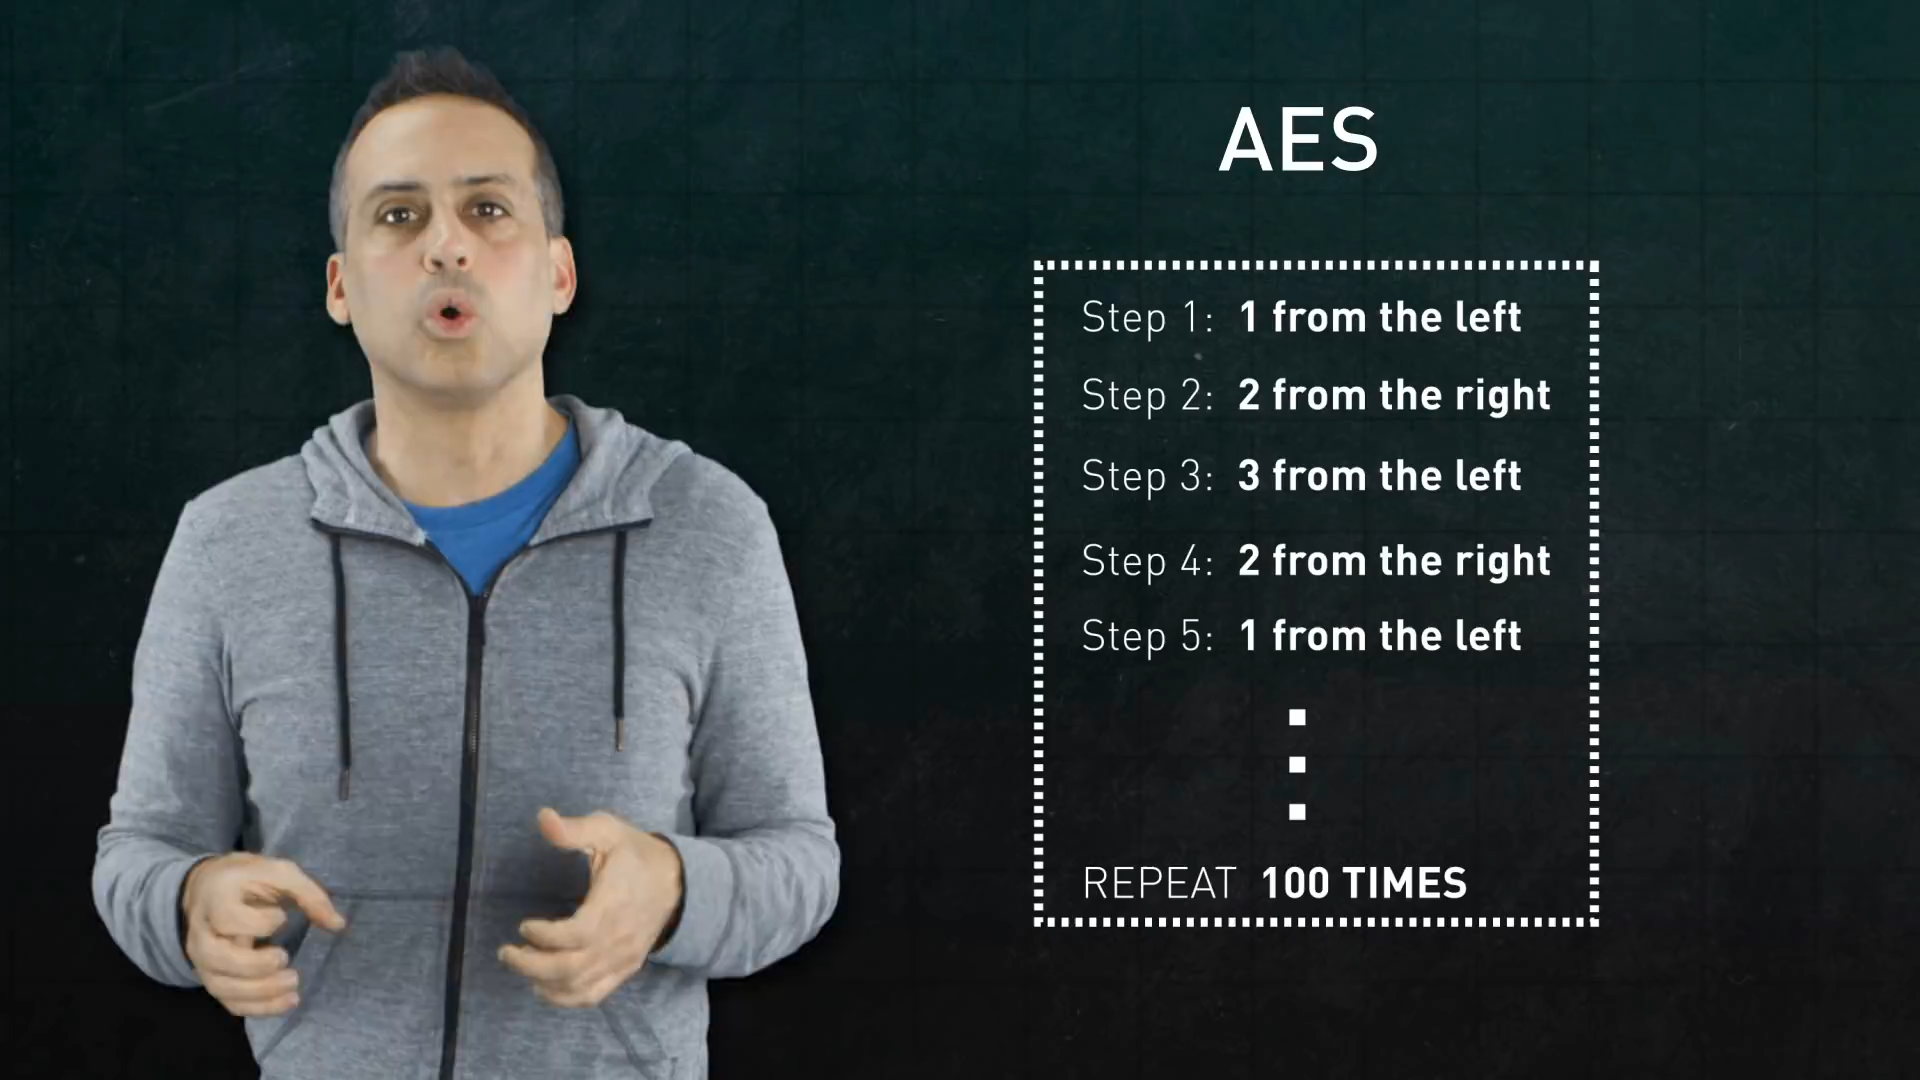 AES
Step 1: 1 from the left
Step 2: 2 from the right
Step 3: 3 from the left
Step 4: 2 from the right
Step 5: 1 from the left
REPEAT 100 TIMES